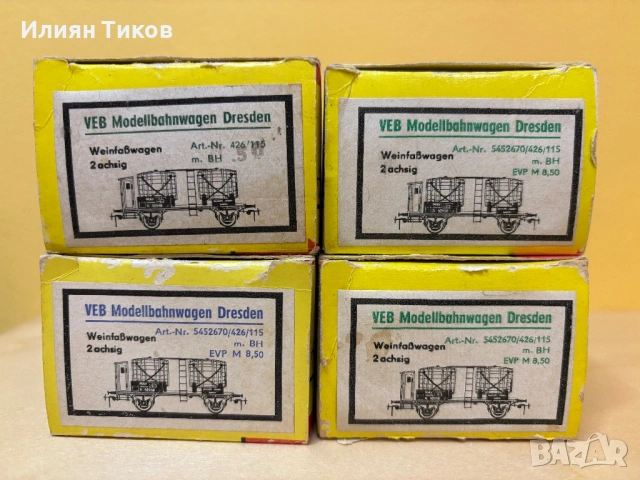 Илиян Тиков
VEB Modellbahnwagen Dresden
Weinfaßwagen Art.-Nr. 426/115
2achsig m. BH 50
VEB Modellbahnwagen Dresden
Art.-Nr. 5452670/426/115
Weinfaßwagen m. BH
2achsig EVP M 8,50
VEB Modellbahnwagen Dresden
Art.-Nr. 5452670/426/115
Weinfaßwagen m. BH
2achsig EVP M 8,50
VEB Modellbahnwagen Dresden
Art.-Nr. 5452670/426/115
Weinfaßwagen m. BH
2achsig EVP M 8,50
BAZAR